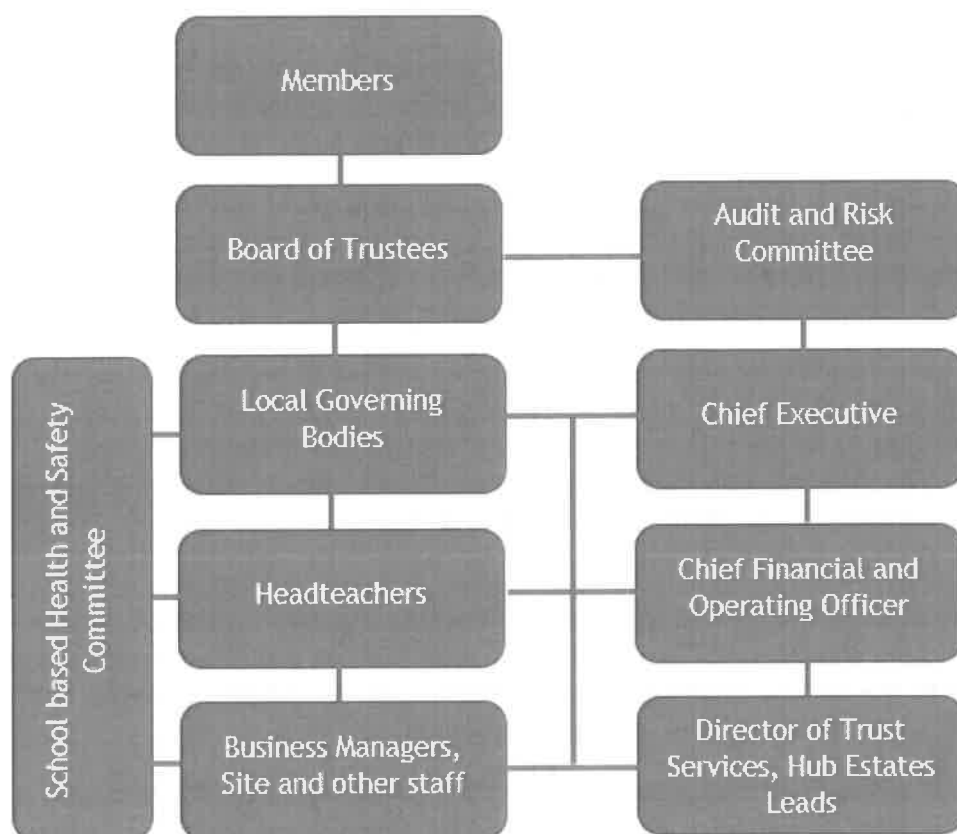 Members
Board of Trustees
Audit and Risk
Committee
Local Governing
Bodies
Chief Executive
Headteachers
Chief Financial and
Operating Officer
Business Managers,
Site and other staff
Director of Trust
Services, Hub Estates
Leads
School based Health and Safety
Committee